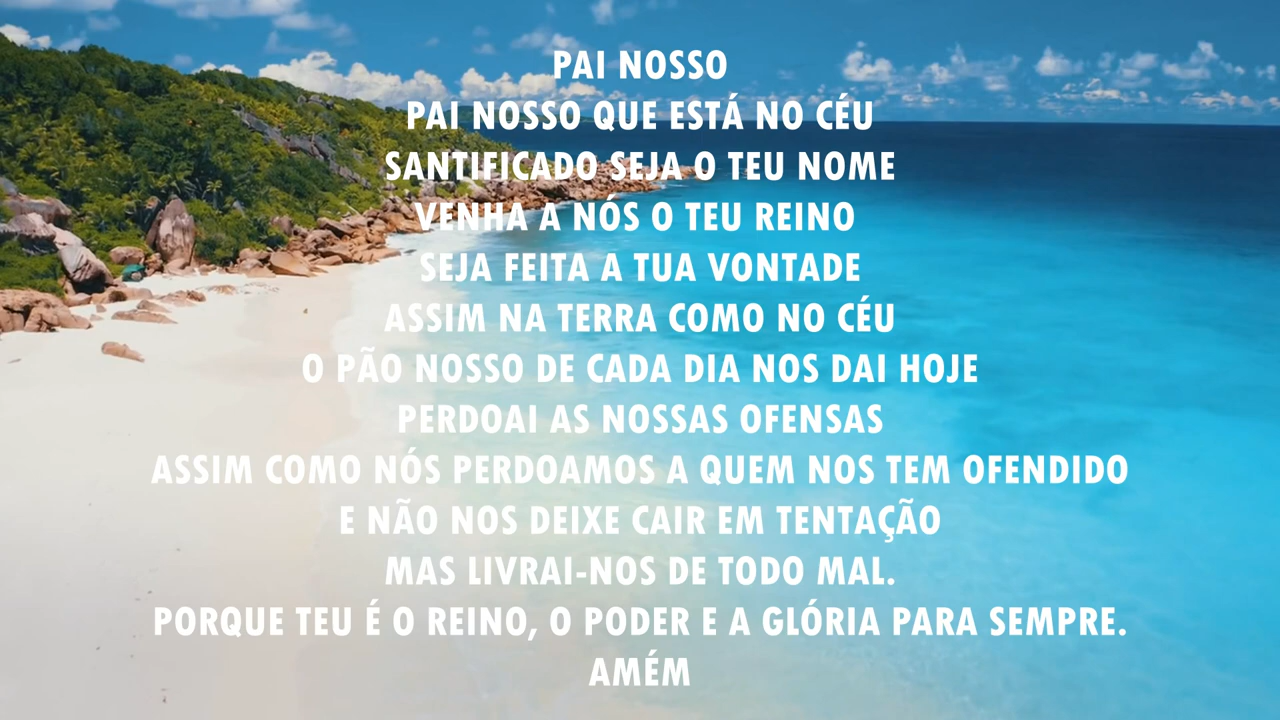 PAI NOSSO
PAI NOSSO QUE ESTÁ NO CÉU
SANTIFICADO SEJA O TEU NOME
VENHA A NÓS O TEU REINO
SEJA FEITA A TUA VONTADE
ASSIM NA TERRA COMO NO CÉU
O PÃO NOSSO DE CADA DIA NOS DAI HOJE
PERDOAI AS NOSSAS OFENSAS
ASSIM COMO NÓS PERDOAMOS A QUEM NOS TEM OFENDIDO
E NÃO NOS DEIXE CAIR EM TENTAÇÃO
MAS LIVRAI-NOS DE TODO MAL.
PORQUE TEU É O REINO, O PODER E A GLÓRIA PARA SEMPRE.
AMÉM